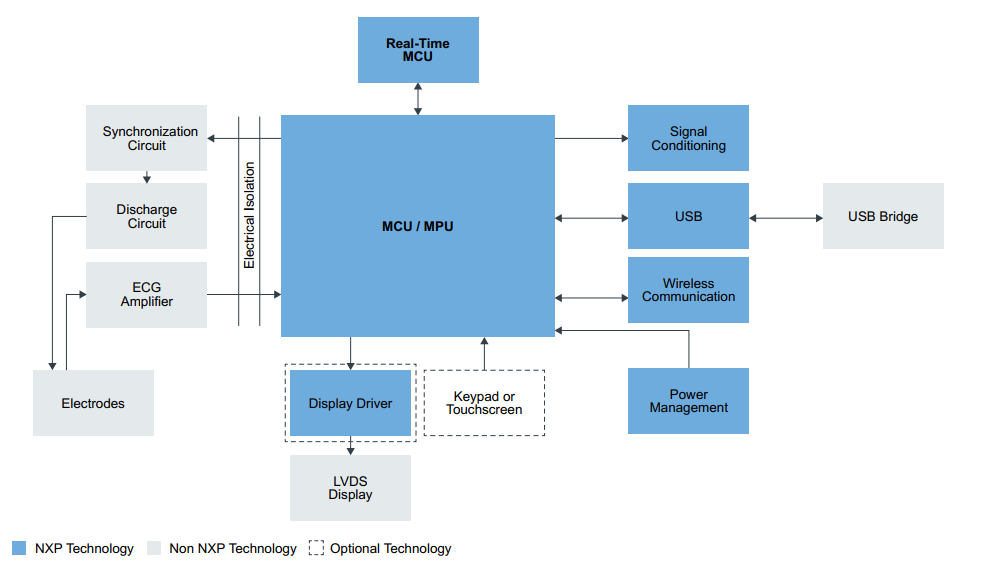 Real-Time
MCU
Synchronization
Circuit
Signal
Conditioning
Electrical Isolation
Discharge
Circuit
MCU / MPU
USB
USB Bridge
ECG
Amplifier
Wireless
Communication
Electrodes
Display Driver
Keypad or
Touchscreen
Power
Management
LVDS
Display
NXP Technology
Non NXP Technology
Optional Technology